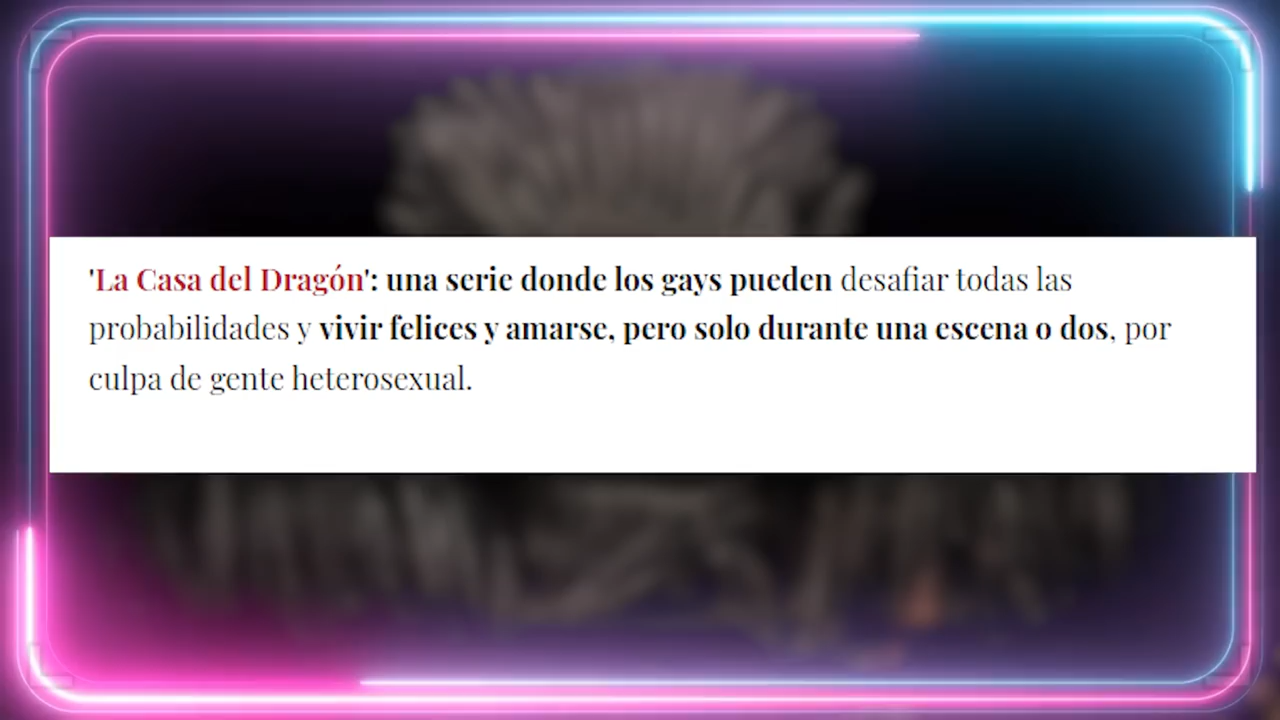 'La Casa del Dragón': una serie donde los gays pueden desafiar todas las
probabilidades y vivir felices y amarse, pero solo durante una escena o dos, por
culpa de gente heterosexual.